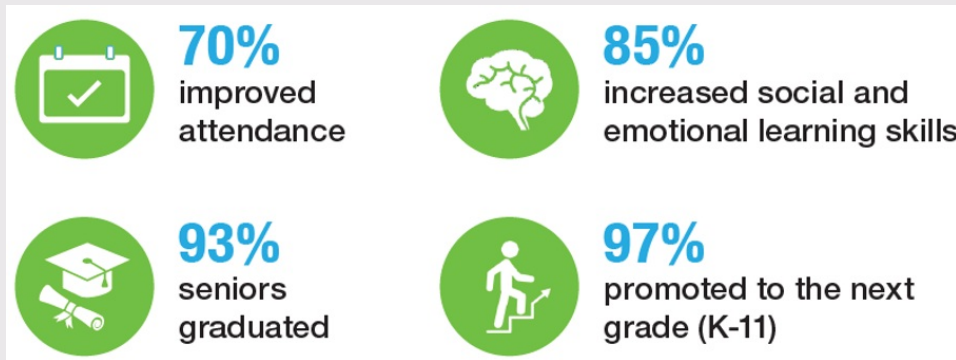 70%
improved
attendance
85%
increased social and
emotional learning skills
93%
seniors
graduated
97%
promoted to the next
grade (K-11)